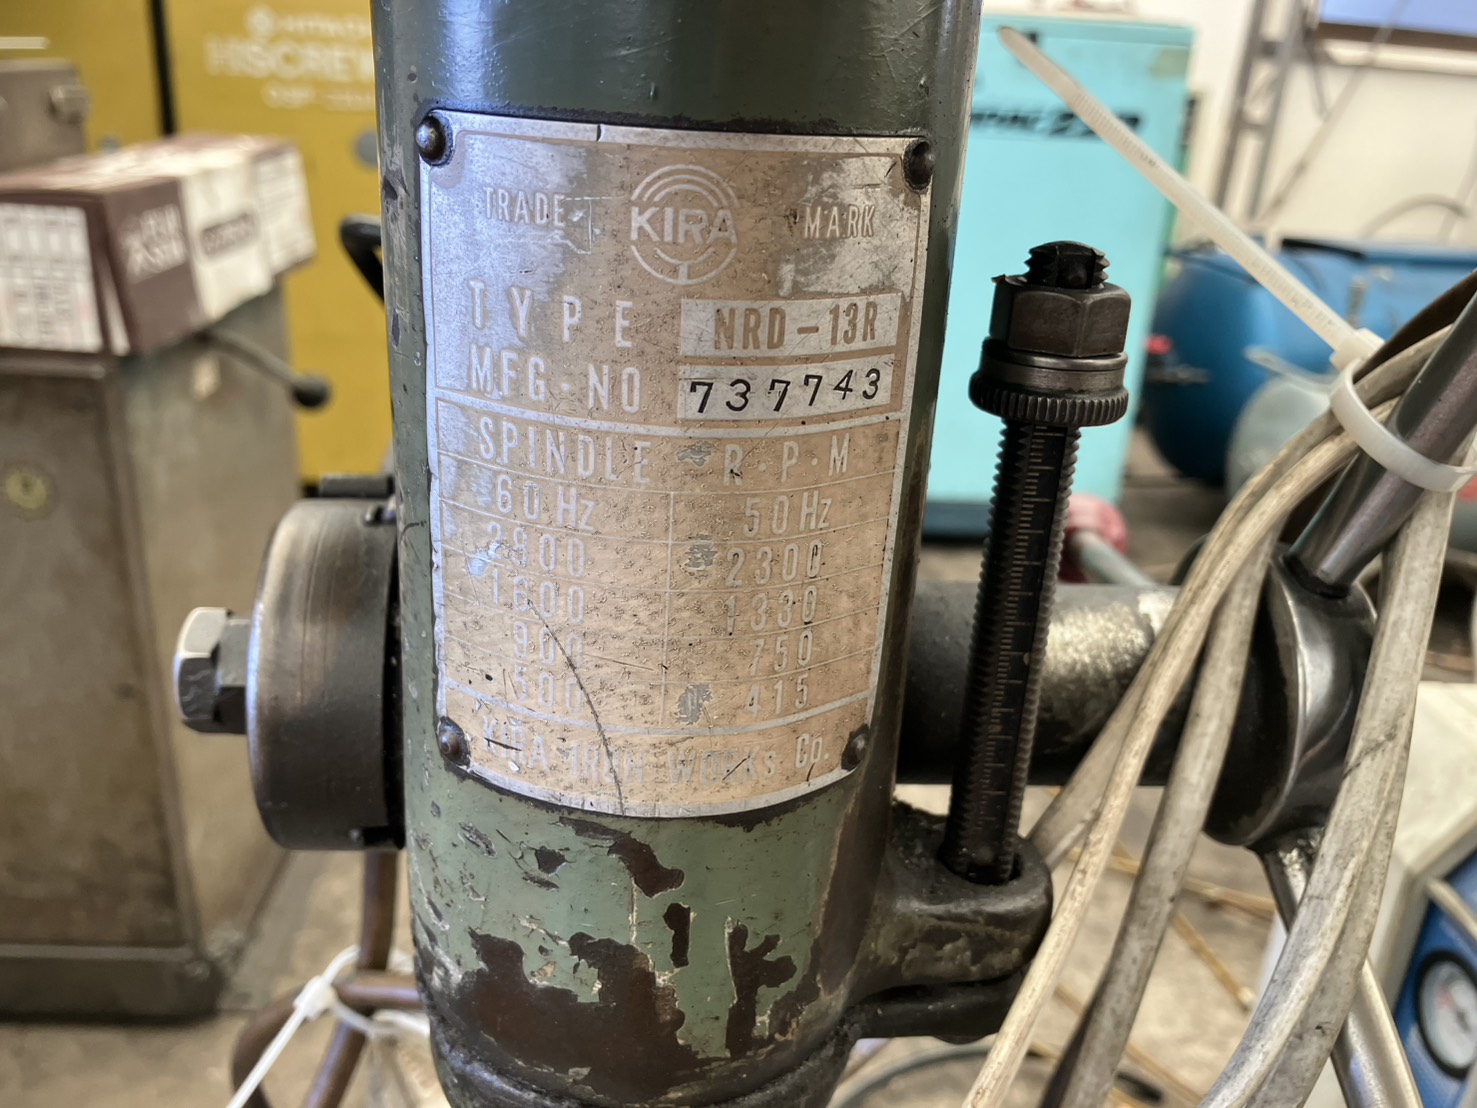 TRADE KIRA MARK
TYPE NRD-13R
MFG-NO 737743
SPINDLE R.P.M
60Hz 50Hz
2800 2300
1600 1330
900 750
500 415
KIRA IRON WORKS Co.
HISCREW